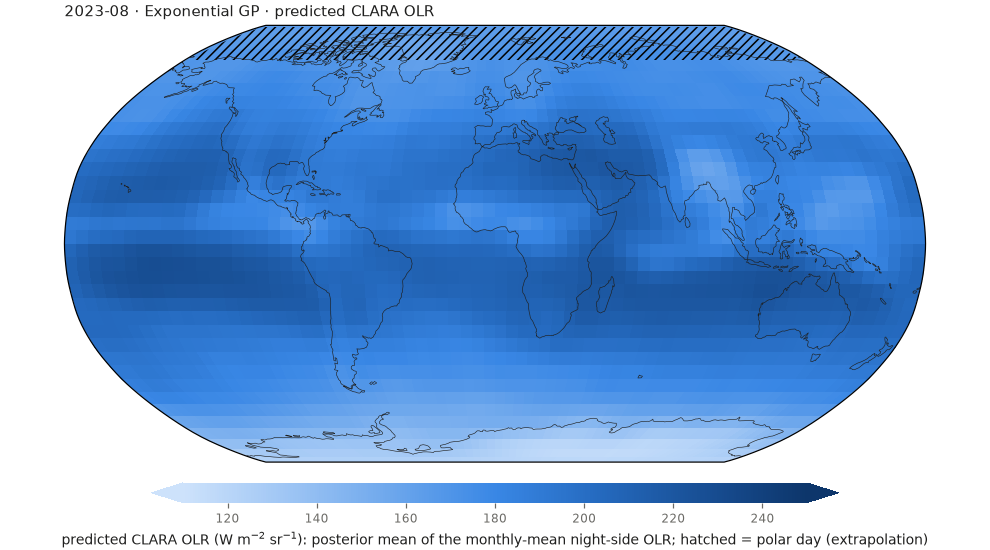 2023-08 · Exponential GP · predicted CLARA OLR
120 140 160 180 200 220 240
predicted CLARA OLR (W m⁻² sr⁻¹): posterior mean of the monthly-mean night-side OLR; hatched = polar day (extrapolation)